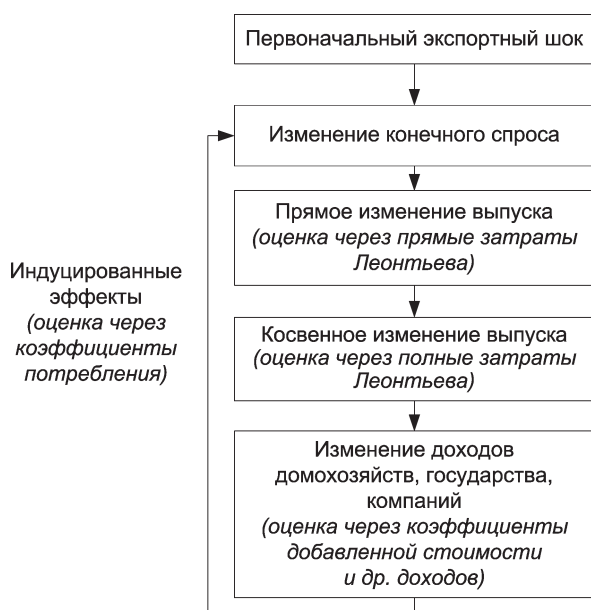 Первоначальный экспортный шок
Изменение конечного спроса
Прямое изменение выпуска
(оценка через прямые затраты
Леонтьева)
Индуцированные
эффекты
(оценка через
коэффициенты
потребления)
Косвенное изменение выпуска
(оценка через полные затраты
Леонтьева)
Изменение доходов
домохозяйств, государства,
компаний
(оценка через коэффициенты
добавленной стоимости
и др. доходов)